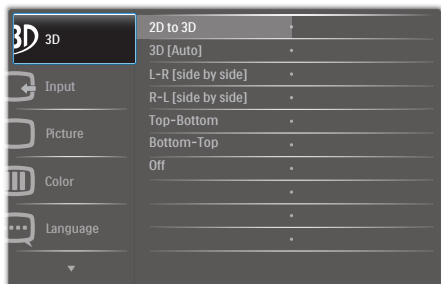 3D 3D
Input
Picture
Color
Language
2D to 3D
3D [Auto]
L-R [side by side]
R-L [side by side]
Top-Bottom
Bottom-Top
Off